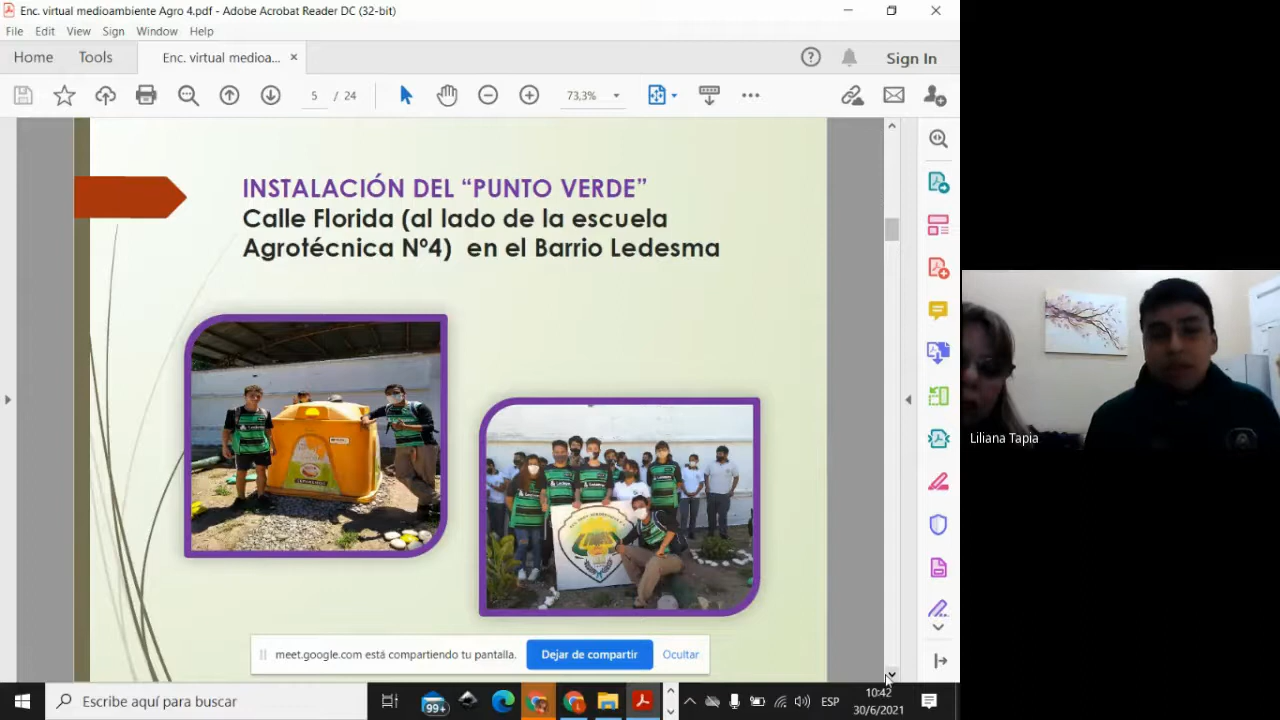 Enc. virtual medioambiente Agro 4.pdf - Adobe Acrobat Reader DC (32-bit)
File Edit View Sign Window Help
Home Tools Enc. virtual medioa... × Sign In
5 / 24 73,3%
INSTALACIÓN DEL “PUNTO VERDE”
Calle Florida (al lado de la escuela
Agrotécnica Nº4) en el Barrio Ledesma
Liliana Tapia
meet.google.com está compartiendo tu pantalla. Dejar de compartir Ocultar
Escribe aquí para buscar
99+
ESP
10:42
30/6/2021